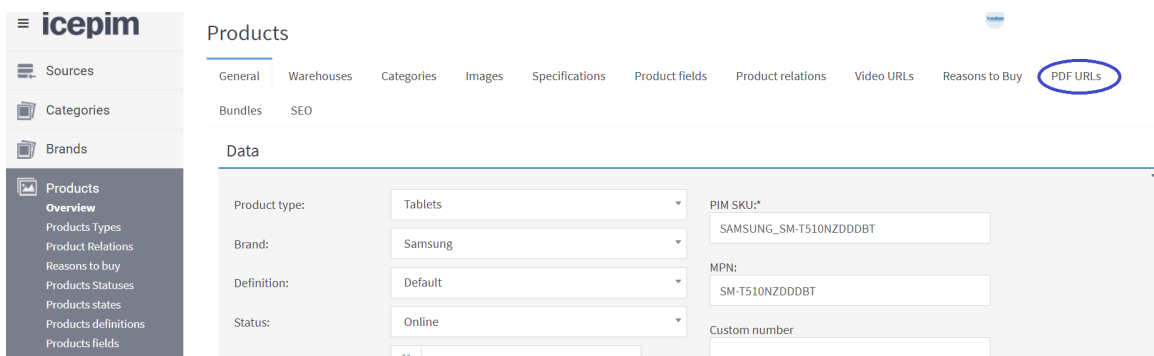 ≡ icepim
Sources
Categories
Brands
Products
Overview
Products Types
Product Relations
Reasons to buy
Products Statuses
Products states
Products definitions
Products fields
Products
General Warehouses Categories Images Specifications Product fields Product relations Video URLs Reasons to Buy PDF URLs
Bundles SEO
Data
Product type: Tablets
Brand: Samsung
Definition: Default
Status: Online
PIM SKU:*
SAMSUNG_SM-T510NZDDDBT
MPN:
SM-T510NZDDDBT
Custom number